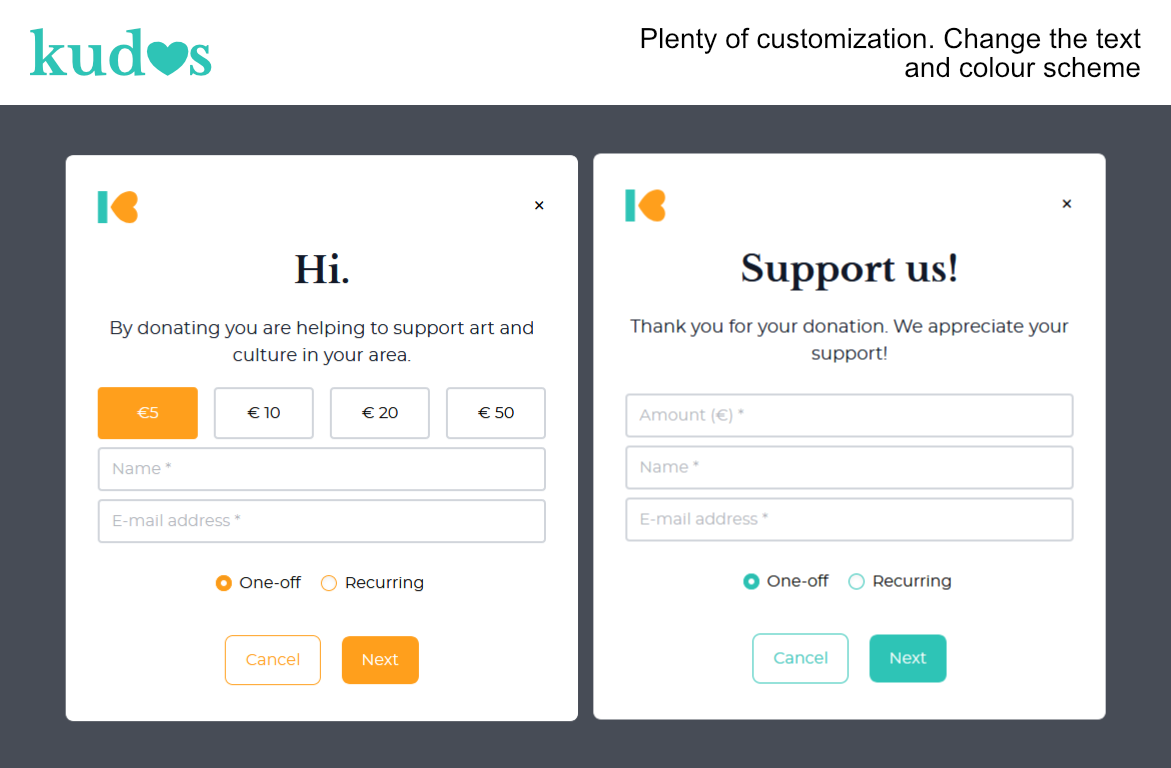 kudos
Plenty of customization. Change the text
and colour scheme
×
Hi.
By donating you are helping to support art and
culture in your area.
€5
€ 10
€ 20
€ 50
Name *
E-mail address *
One-off
Recurring
Cancel
Next
×
Support us!
Thank you for your donation. We appreciate your
support!
Amount (€) *
Name *
E-mail address *
One-off
Recurring
Cancel
Next